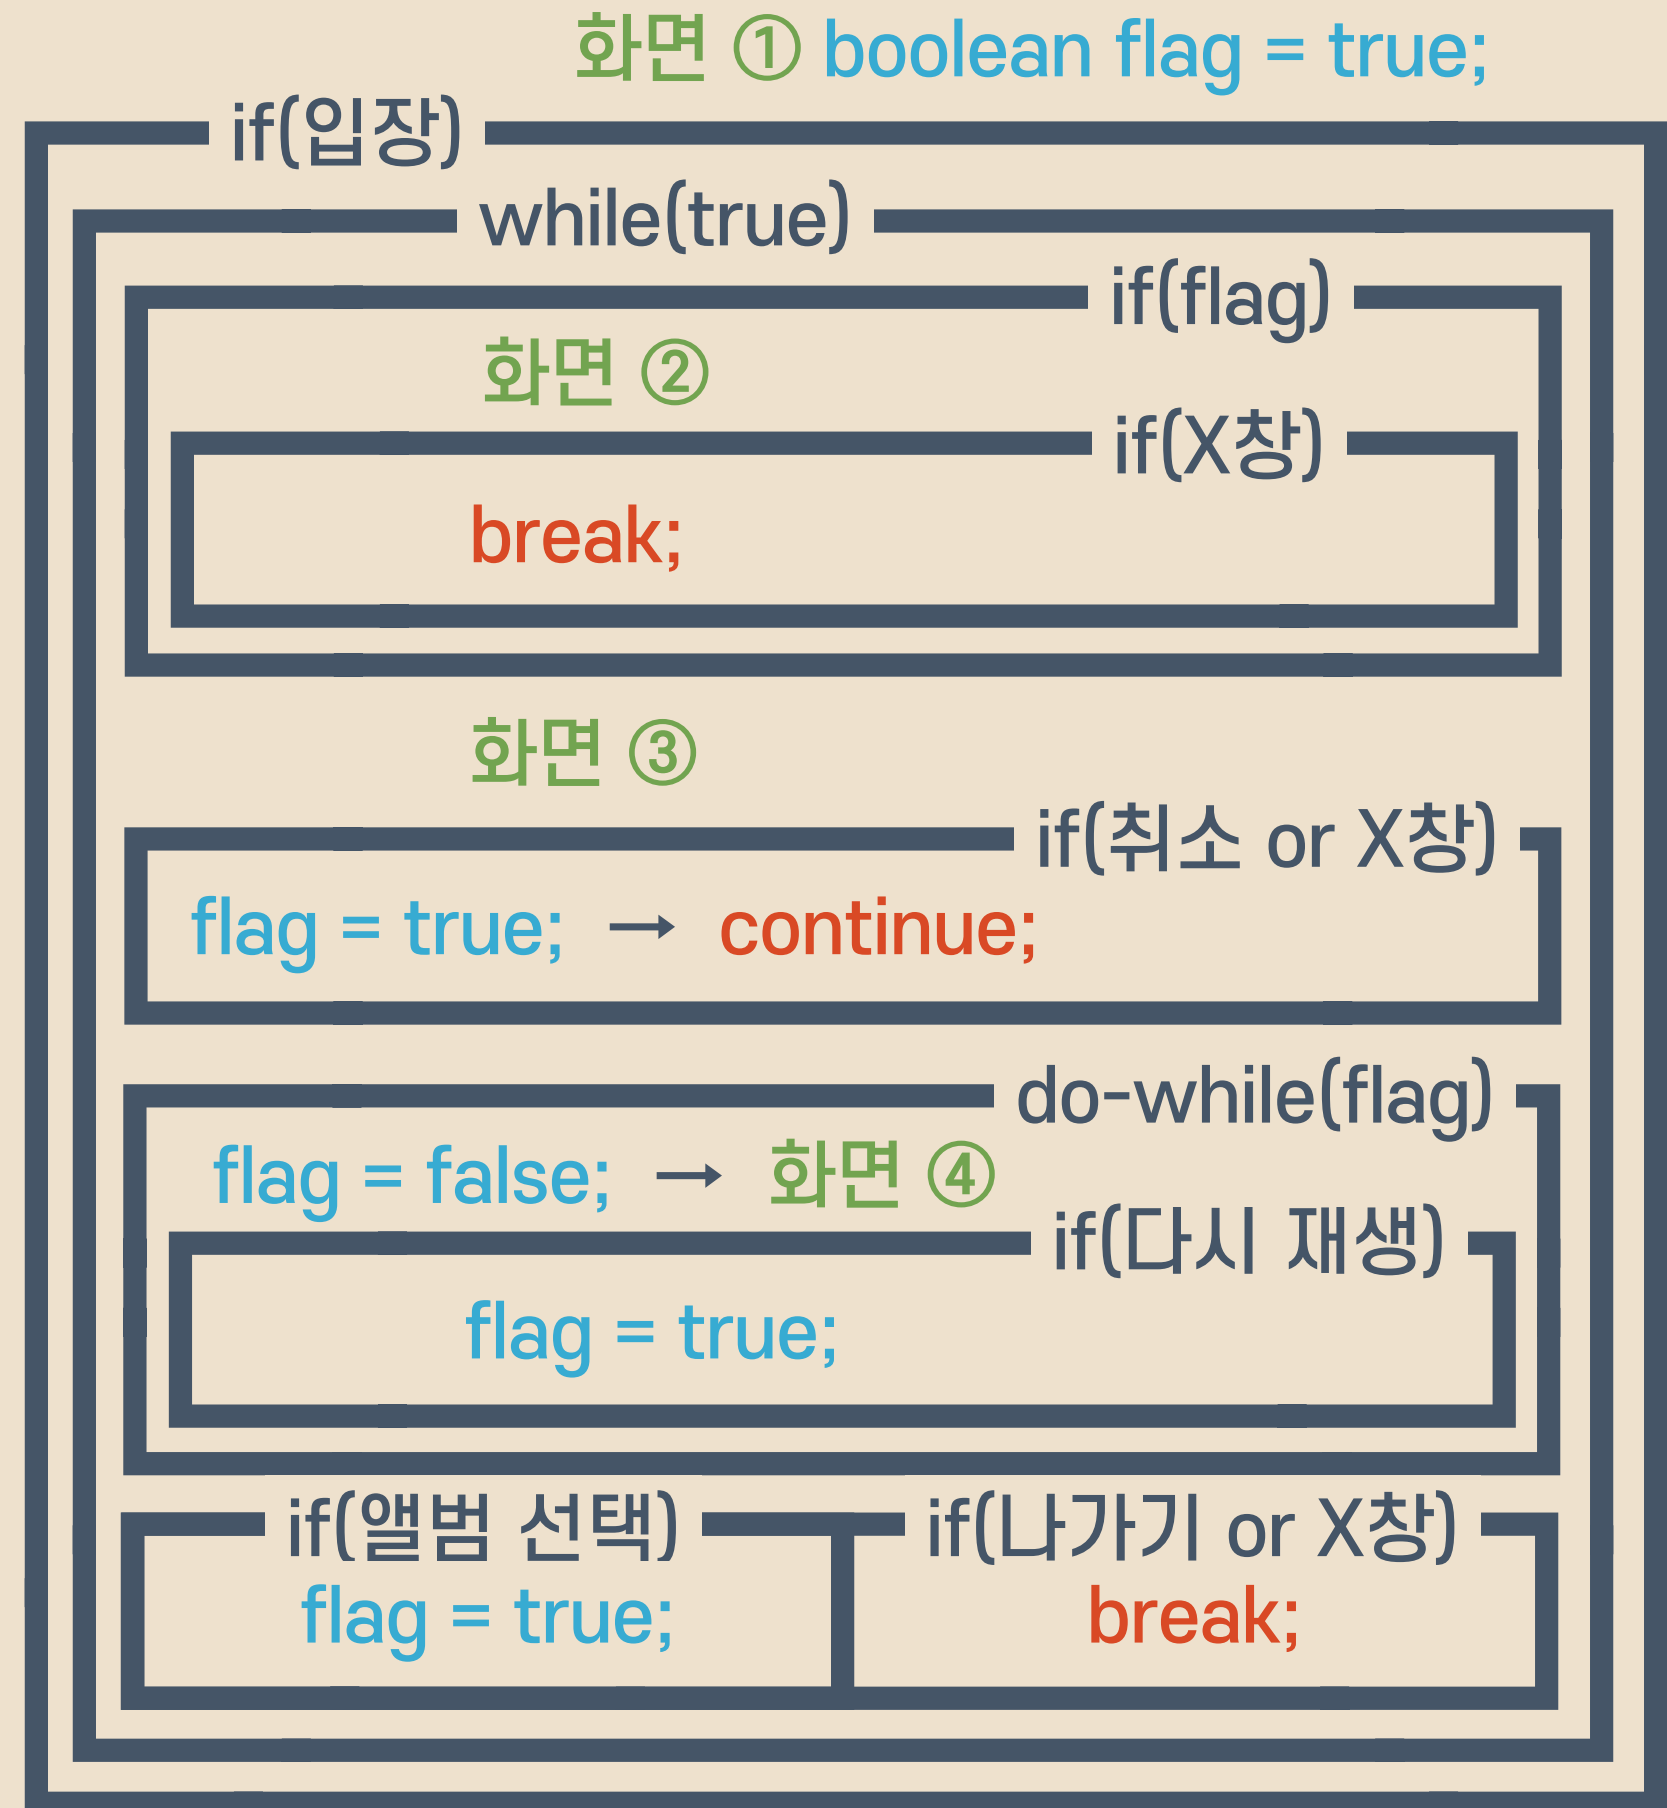 화면 ① boolean flag = true;
if(입장)
while(true)
if(flag)
화면 ②
if(X창)
break;
화면 ③
if(취소 or X창)
flag = true; → continue;
do-while(flag)
flag = false; → 화면 ④
if(다시 재생)
flag = true;
if(앨범 선택) if(나가기 or X창)
flag = true; break;